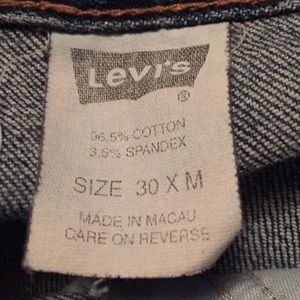 Levi's
®
96.5% COTTON
3.5% SPANDEX
SIZE 30 X M
MADE IN MACAU
CARE ON REVERSE